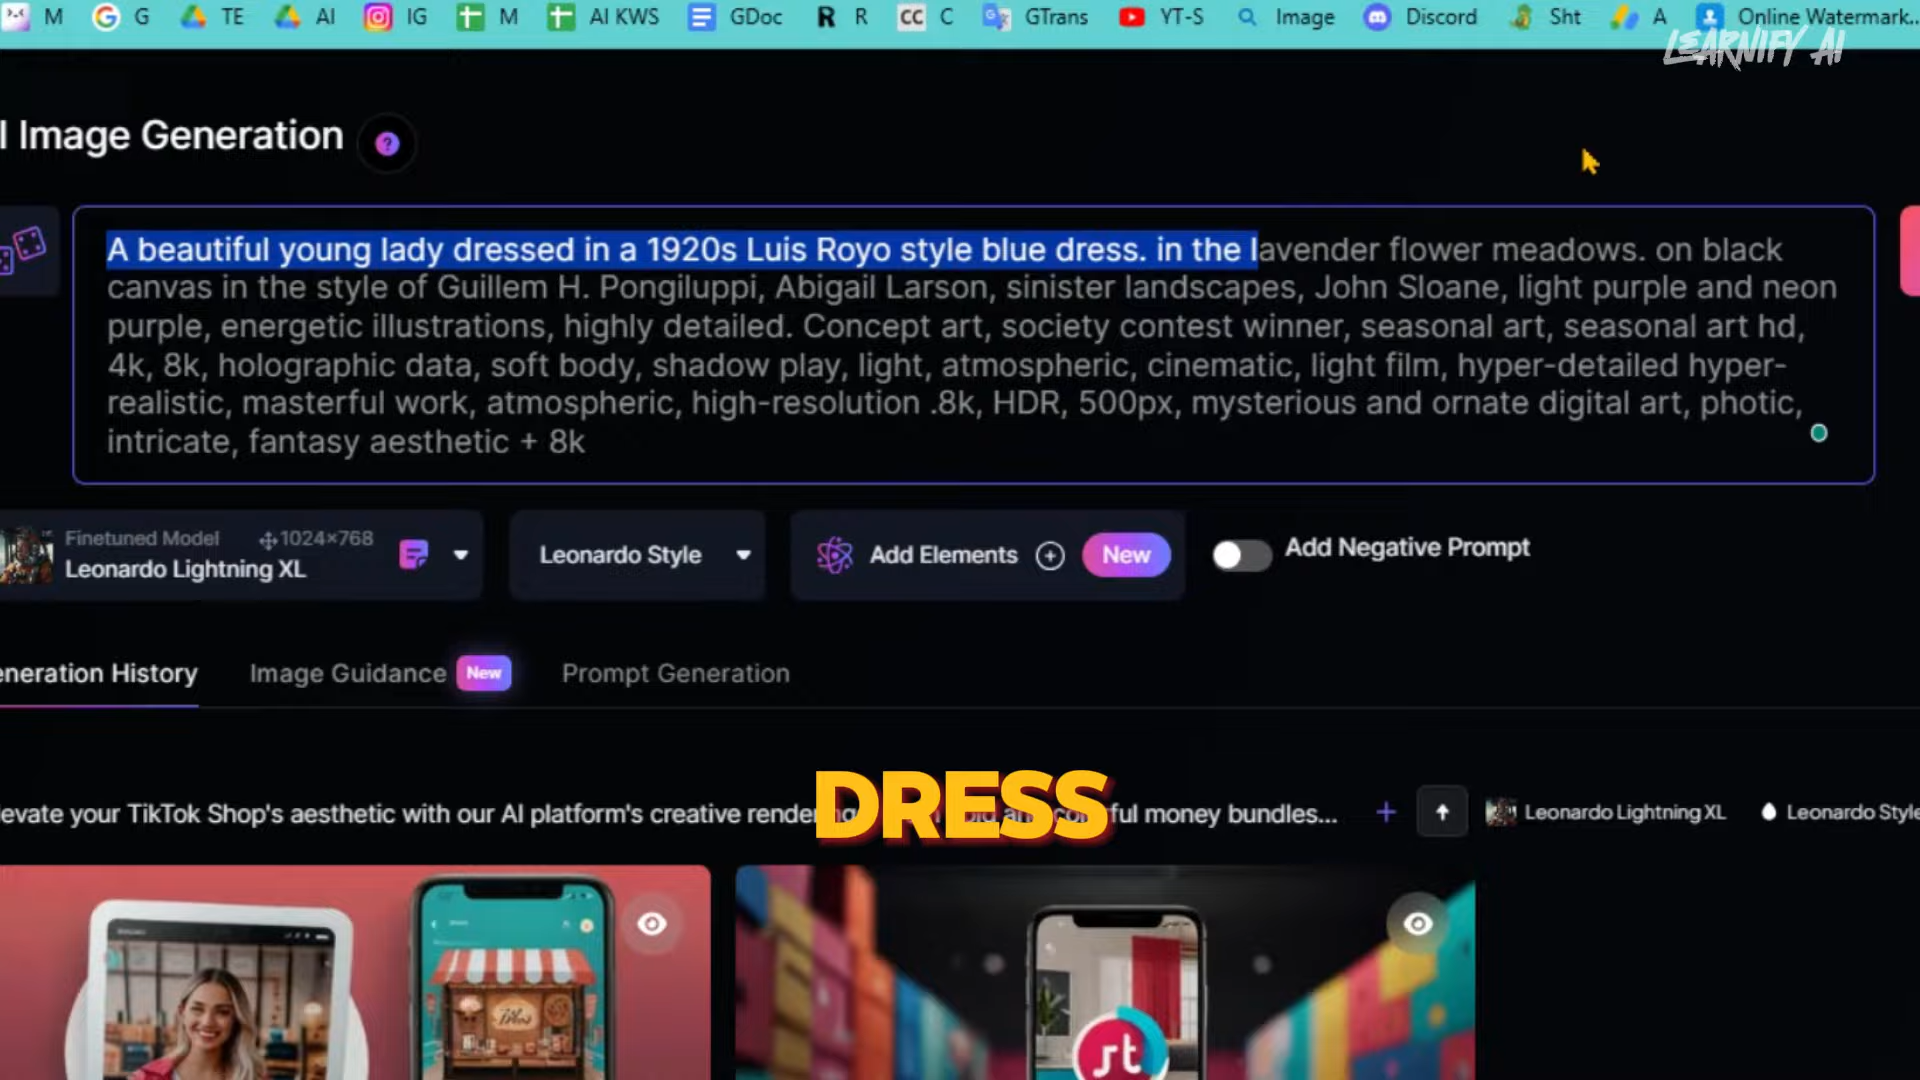 M G TE AI IG M AI KWS GDoc R R CC C GTrans YT-S Image Discord Sht A Online Watermark...
LEARNIFY AI
I Image Generation ?
A beautiful young lady dressed in a 1920s Luis Royo style blue dress. in the lavender flower meadows. on black
canvas in the style of Guillem H. Pongiluppi, Abigail Larson, sinister landscapes, John Sloane, light purple and neon
purple, energetic illustrations, highly detailed. Concept art, society contest winner, seasonal art, seasonal art hd,
4k, 8k, holographic data, soft body, shadow play, light, atmospheric, cinematic, light film, hyper-detailed hyper-
realistic, masterful work, atmospheric, high-resolution .8k, HDR, 500px, mysterious and ornate digital art, photic,
intricate, fantasy aesthetic + 8k
Finetuned Model 1024×768
Leonardo Lightning XL
Leonardo Style
Add Elements
New
Add Negative Prompt
eneration History
Image Guidance New
Prompt Generation
levate your TikTok Shop's aesthetic with our AI platform's creative rendering
DRESS
ful money bundles...
Leonardo Lightning XL
Leonardo Style